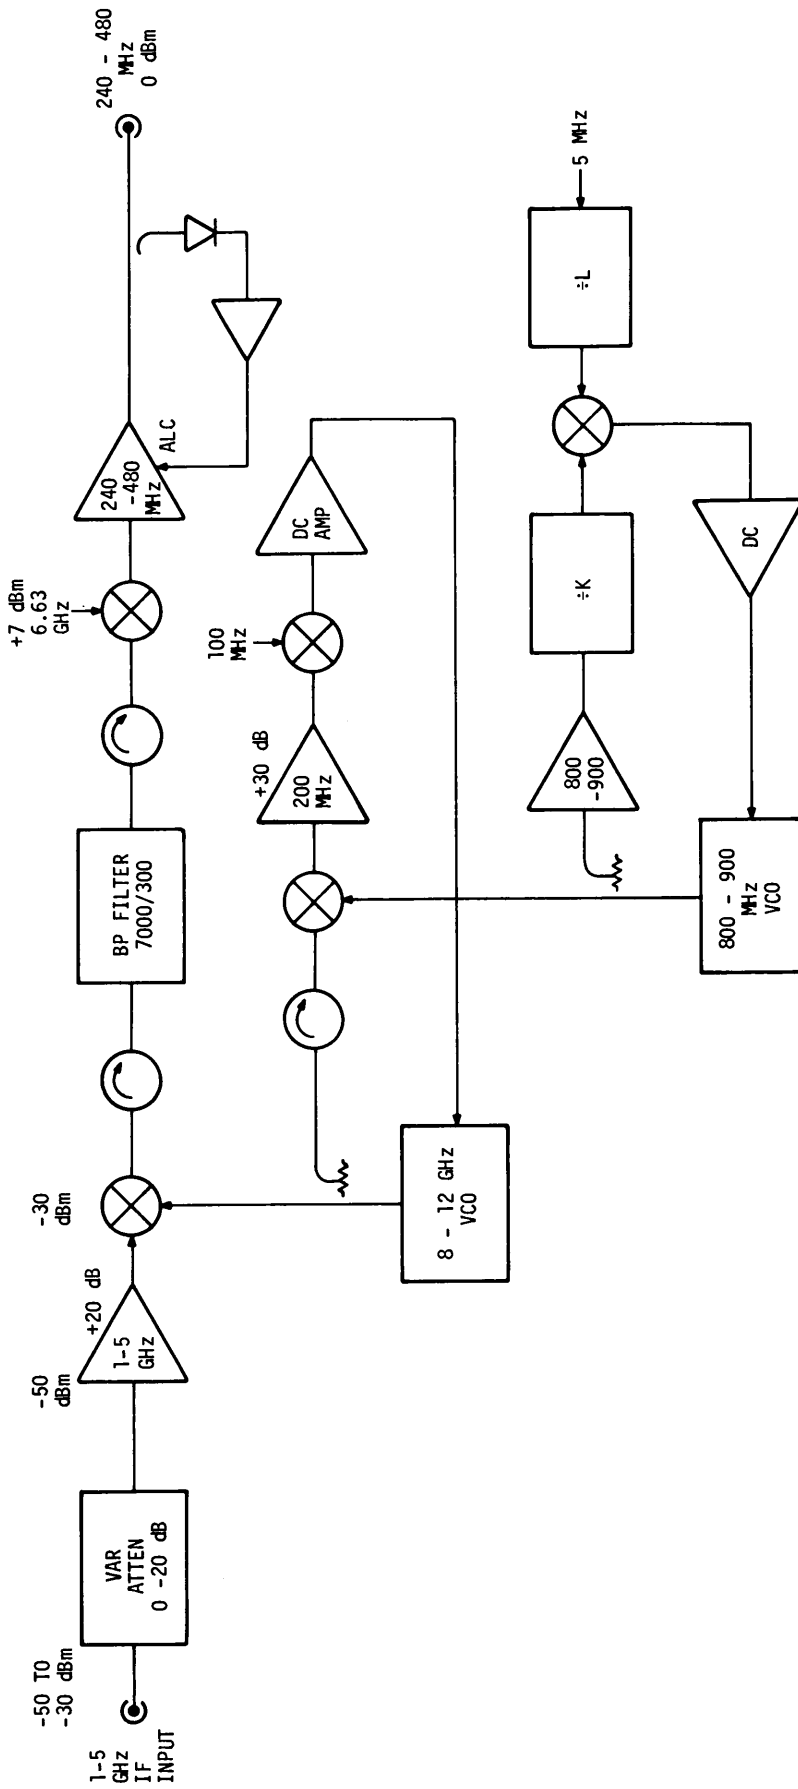 1-5
GHz
IF
INPUT
-50 TO
-30 dBm
VAR
ATTEN
0 -20 dB
-50
dBm
+20 dB
1-5
GHz
-30
dBm
BP FILTER
7000/300
+7 dBm
6.63
GHz
240
-480
MHz
ALC
240 - 480
MHz
0 dBm
8 - 12 GHz
VCO
+30 dB
200
MHz
100
MHz
DC
AMP
800 - 900
MHz
VCO
800
-900
÷K
DC
÷L
5 MHz